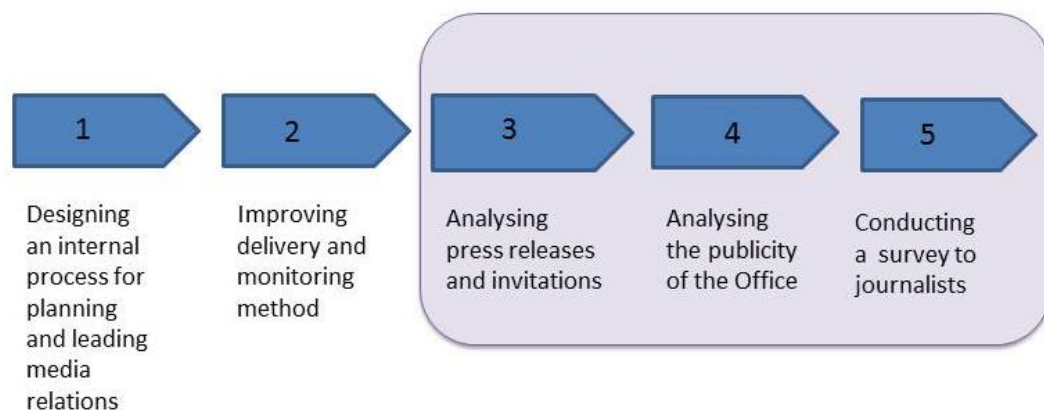 1
Designing
an internal
process for
planning
and leading
media
relations
2
Improving
delivery and
monitoring
method
3
Analysing
press releases
and invitations
4
Analysing
the publicity
of the Office
5
Conducting
a survey to
journalists